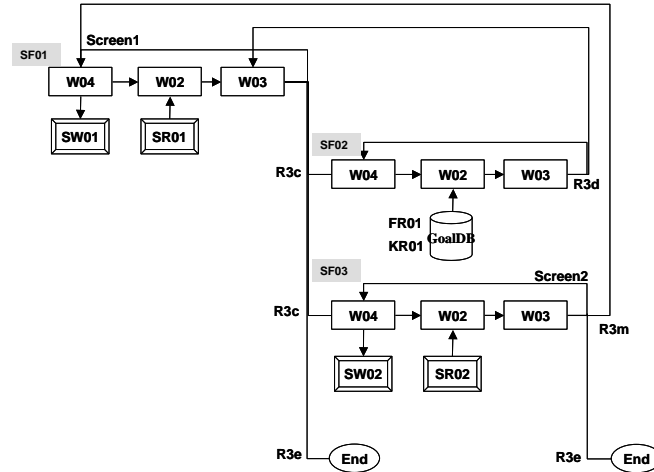 Screen1
SF01
W04 W02 W03
SW01 SR01
SF02
R3c W04 W02 W03 R3d
FR01
KR01 GoalDB
SF03
Screen2
R3c W04 W02 W03 R3m
SW02 SR02
R3e End R3e End